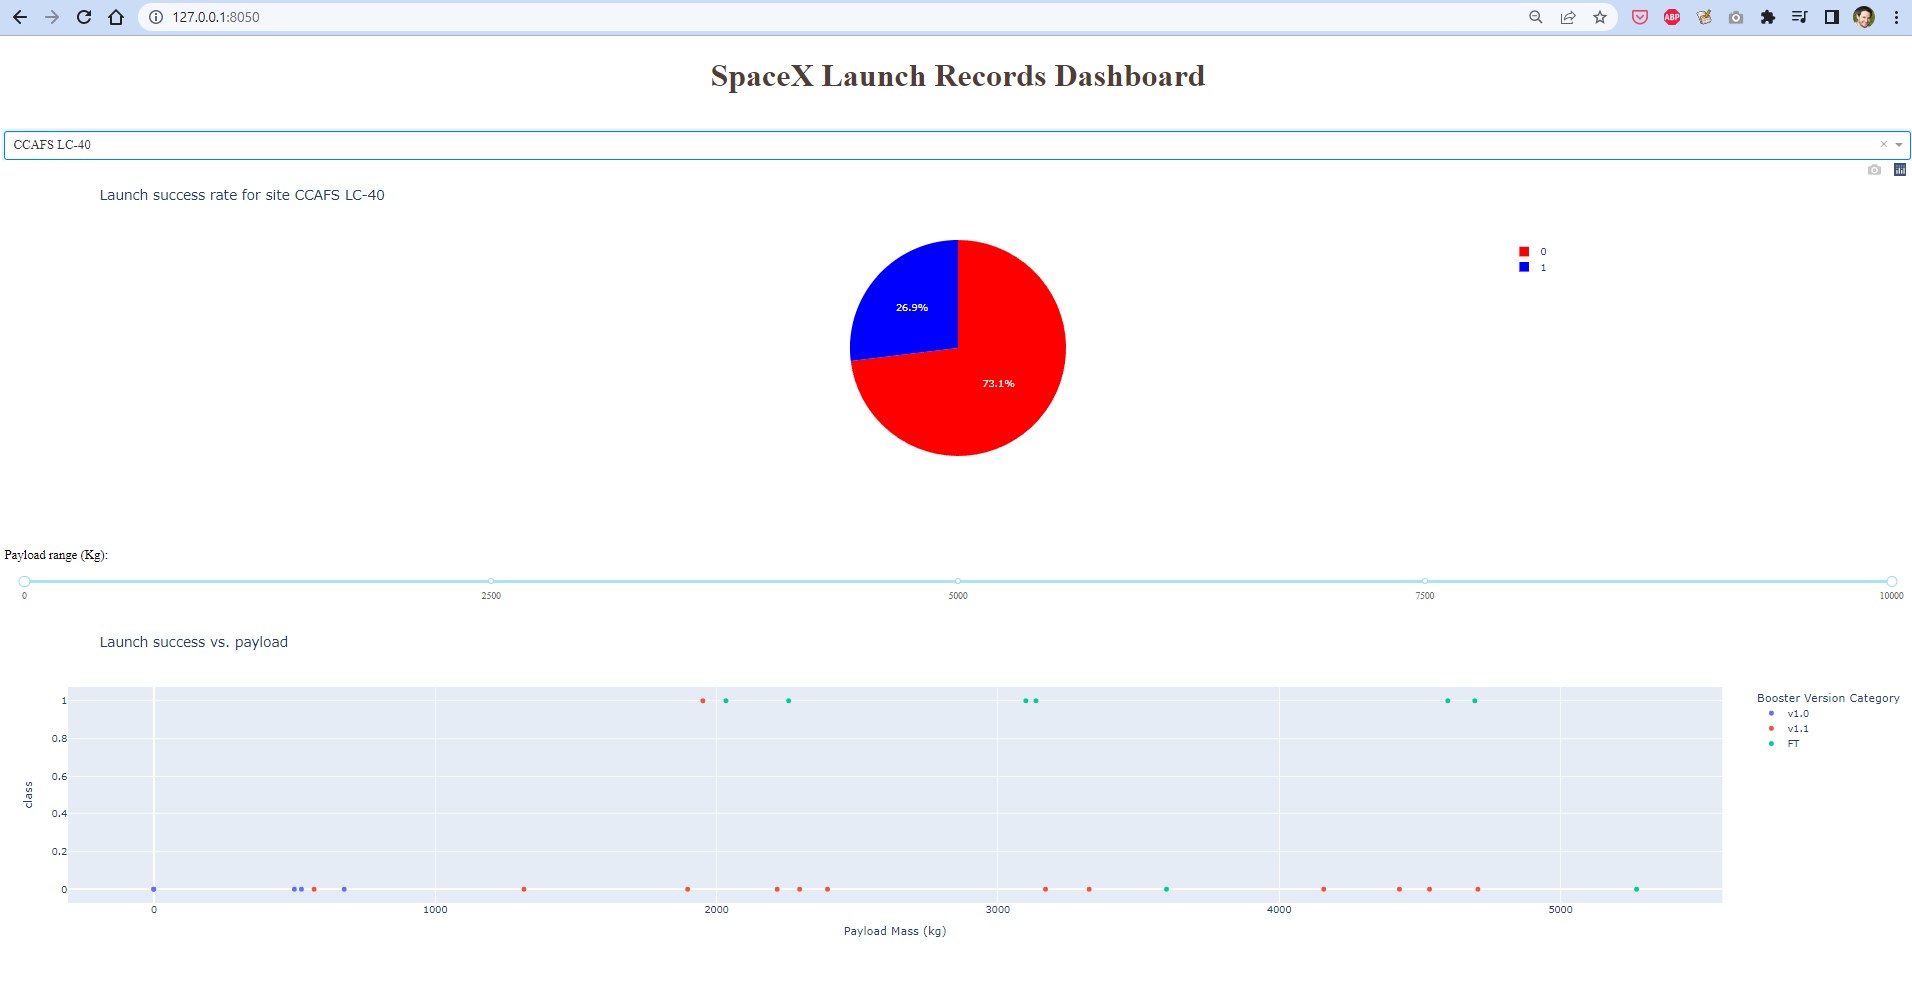 127.0.0.1:8050
ABP
SpaceX Launch Records Dashboard
CCAFS LC-40
×
Launch success rate for site CCAFS LC-40
0
1
26.9%
73.1%
Payload range (Kg):
0 2500 5000 7500 10000
Launch success vs. payload
Booster Version Category
v1.0
v1.1
FT
1
0.8
0.6
0.4
0.2
0
class
0 1000 2000 3000 4000 5000
Payload Mass (kg)